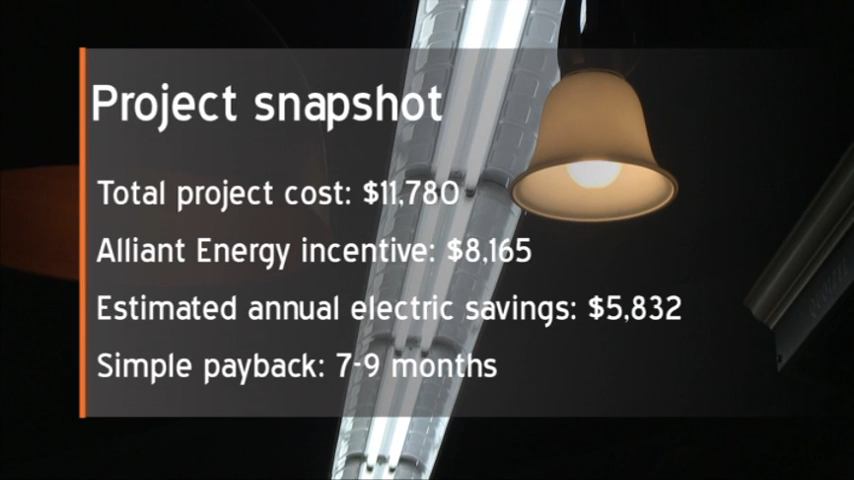 Project snapshot
Total project cost: $11,780
Alliant Energy incentive: $8,165
Estimated annual electric savings: $5,832
Simple payback: 7-9 months